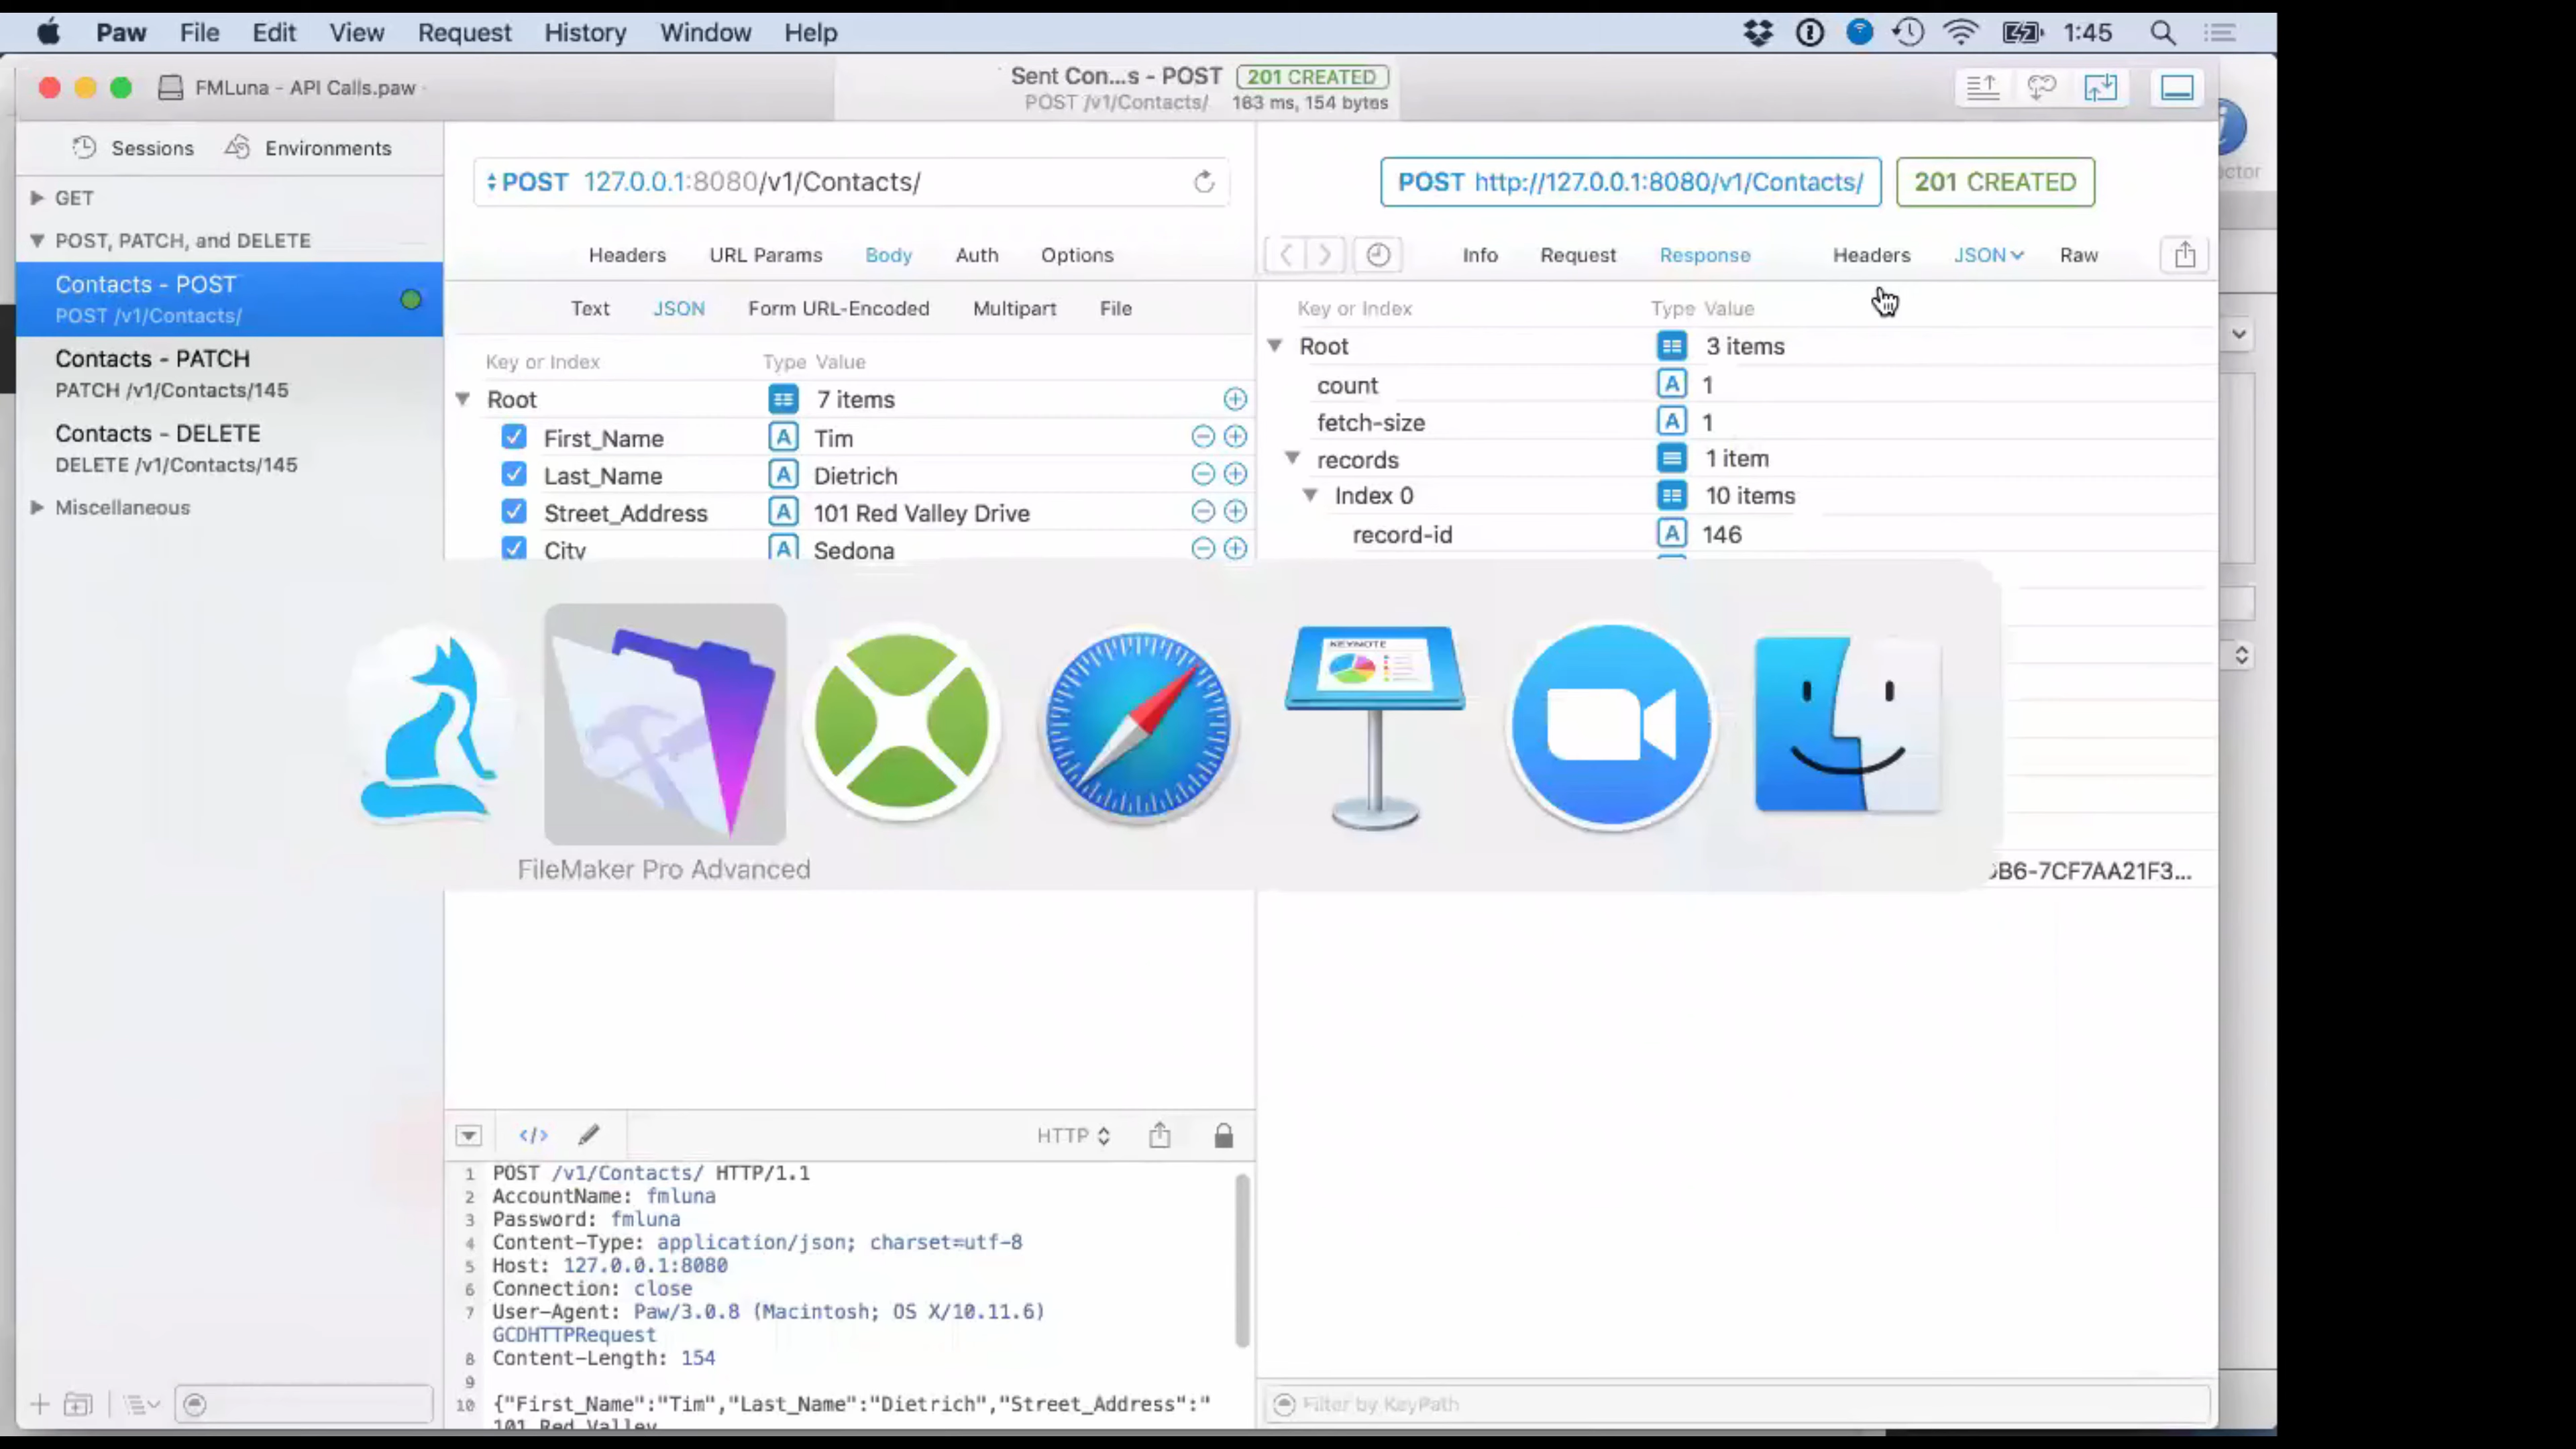 Paw File Edit View Request History Window Help 1:45
FMLuna - API Calls.paw
Sent Con...s - POST 201 CREATED
POST /v1/Contacts/ 163 ms, 154 bytes
Sessions Environments
GET
POST, PATCH, and DELETE
Contacts - POST
POST /v1/Contacts/
Contacts - PATCH
PATCH /v1/Contacts/145
Contacts - DELETE
DELETE /v1/Contacts/145
Miscellaneous
POST 127.0.0.1:8080/v1/Contacts/
Headers URL Params Body Auth Options
Text JSON Form URL-Encoded Multipart File
Key or Index Type Value
Root 7 items
First_Name A Tim
Last_Name A Dietrich
Street_Address A 101 Red Valley Drive
City A Sedona
POST http://127.0.0.1:8080/v1/Contacts/ 201 CREATED
Info Request Response Headers JSON Raw
Key or Index Type Value
Root 3 items
count A 1
fetch-size A 1
records 1 item
Index 0 10 items
record-id A 146
KEYNOTE
FileMaker Pro Advanced
B6-7CF7AA21F3...
HTTP
1 POST /v1/Contacts/ HTTP/1.1
2 AccountName: fmluna
3 Password: fmluna
4 Content-Type: application/json; charset=utf-8
5 Host: 127.0.0.1:8080
6 Connection: close
7 User-Agent: Paw/3.0.8 (Macintosh; OS X/10.11.6)
GCDHTTPRequest
8 Content-Length: 154
9
10 {"First_Name":"Tim","Last_Name":"Dietrich","Street_Address":"
101 Red Valley
Filter by KeyPath